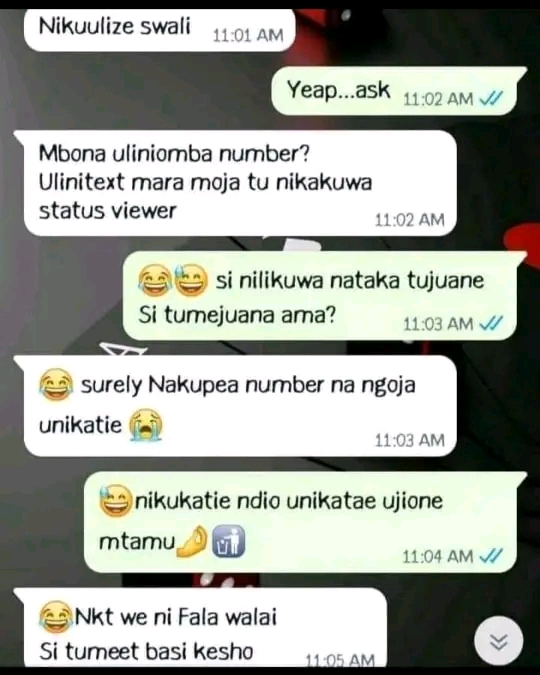 Nikuulize swali 11:01 AM
Yeap...ask 11:02 AM
Mbona uliniomba number?
Ulinitext mara moja tu nikakuwa
status viewer 11:02 AM
😂😅 si nilikuwa nataka tujuane
Si tumejuana ama? 11:03 AM
😂 surely Nakupea number na ngoja
unikatie 😭 11:03 AM
😅nikukatie ndio unikatae ujione
mtamu🤌🚮 11:04 AM
😂Nkt we ni Fala walai
Si tumeet basi kesho 11:05 AM